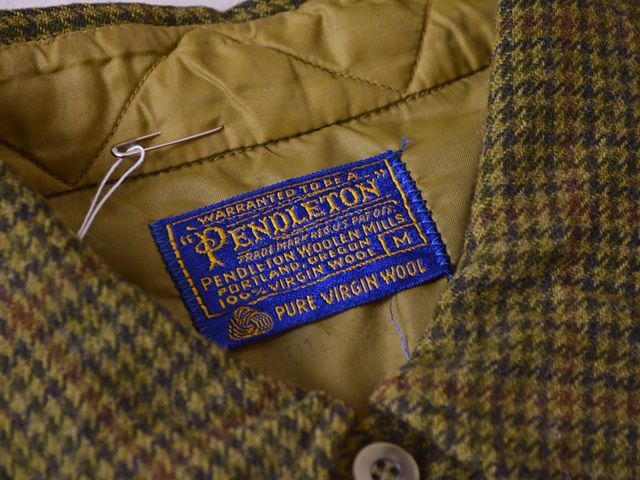 WARRANTED TO BE A
"PENDLETON"
TRADE MARK REG. U.S. PAT. OFF.
PENDLETON WOOLEN MILLS
PORTLAND, OREGON
100% VIRGIN WOOL
M
PURE VIRGIN WOOL